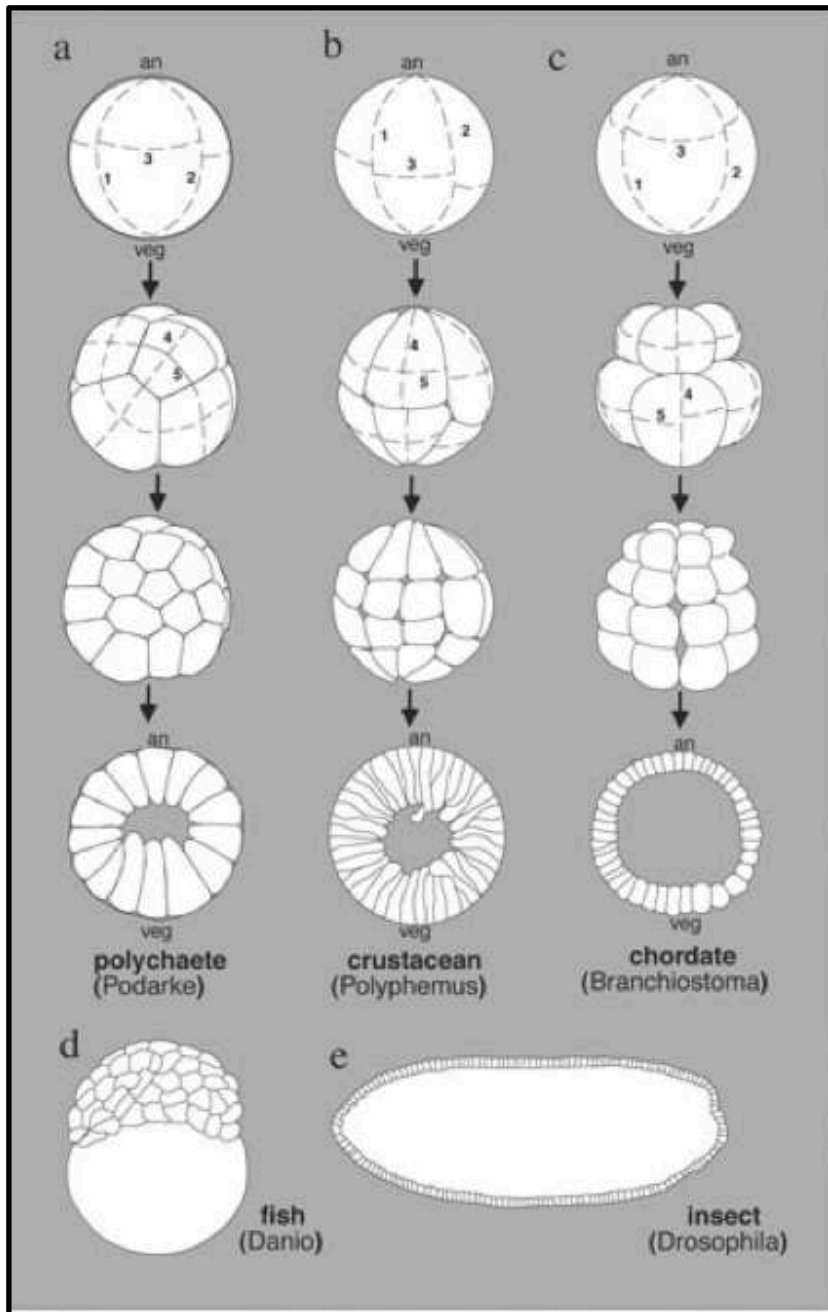 a
an
1
3
2
veg
4
5
an
veg
polychaete
(Podarke)
b
an
1
2
3
veg
4
5
an
veg
crustacean
(Polyphemus)
c
an
3
1
2
veg
4
5
an
veg
chordate
(Branchiostoma)
d
fish
(Danio)
e
insect
(Drosophila)